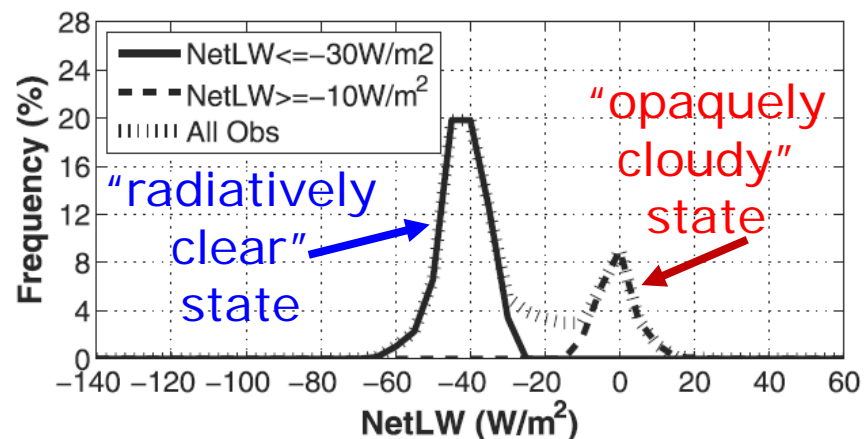 28
24
20
16
12
8
4
0
Frequency (%)
NetLW<=−30W/m2
NetLW>=−10W/m²
All Obs
"radiatively
clear"
state
"opaquely
cloudy"
state
−140 −120 −100 −80 −60 −40 −20 0 20 40 60
NetLW (W/m²)